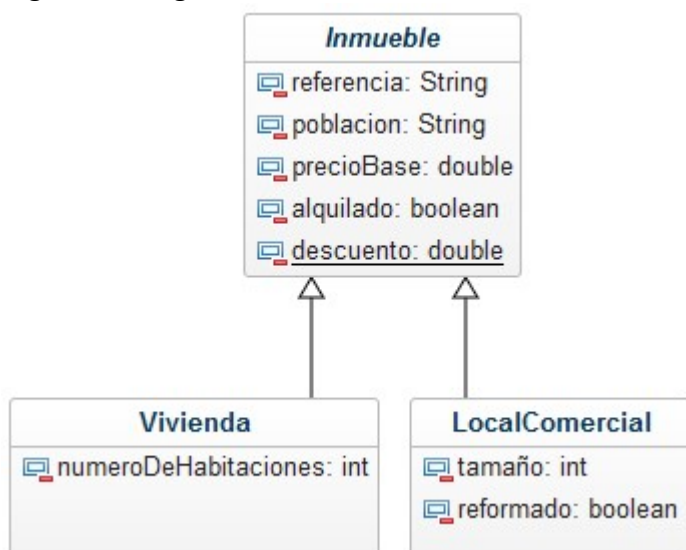 Inmueble
referencia: String
poblacion: String
precioBase: double
alquilado: boolean
descuento: double
Vivienda
numeroDeHabitaciones: int
LocalComercial
tamaño: int
reformado: boolean